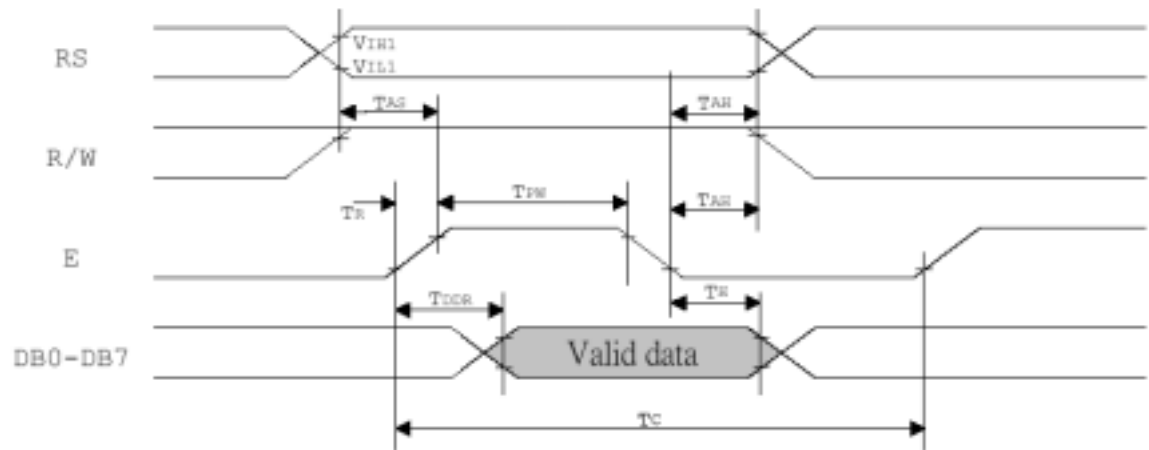 RS
VIH1
VIL1
TAS
TAH
R/W
TR
TPW
TAH
E
TDDR
TH
DB0-DB7
Valid data
TC